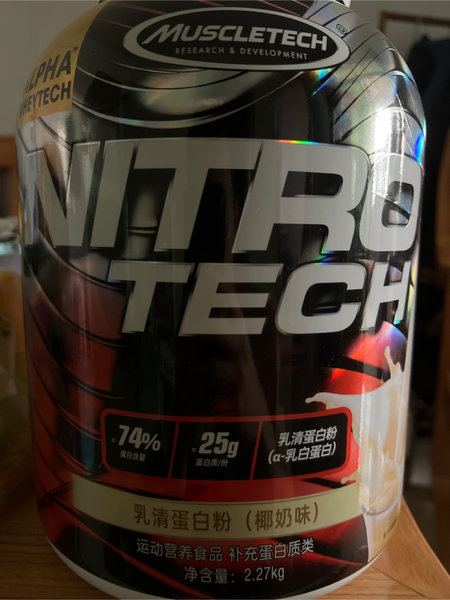 MUSCLETECH
RESEARCH & DEVELOPMENT
ALPHA
WHEYTECH
NITRO
TECH
≥74%
蛋白含量
≥25g
蛋白质/份
乳清蛋白粉
(α-乳白蛋白)
乳清蛋白粉（椰奶味）
运动营养食品 补充蛋白质类
净含量：2.27kg